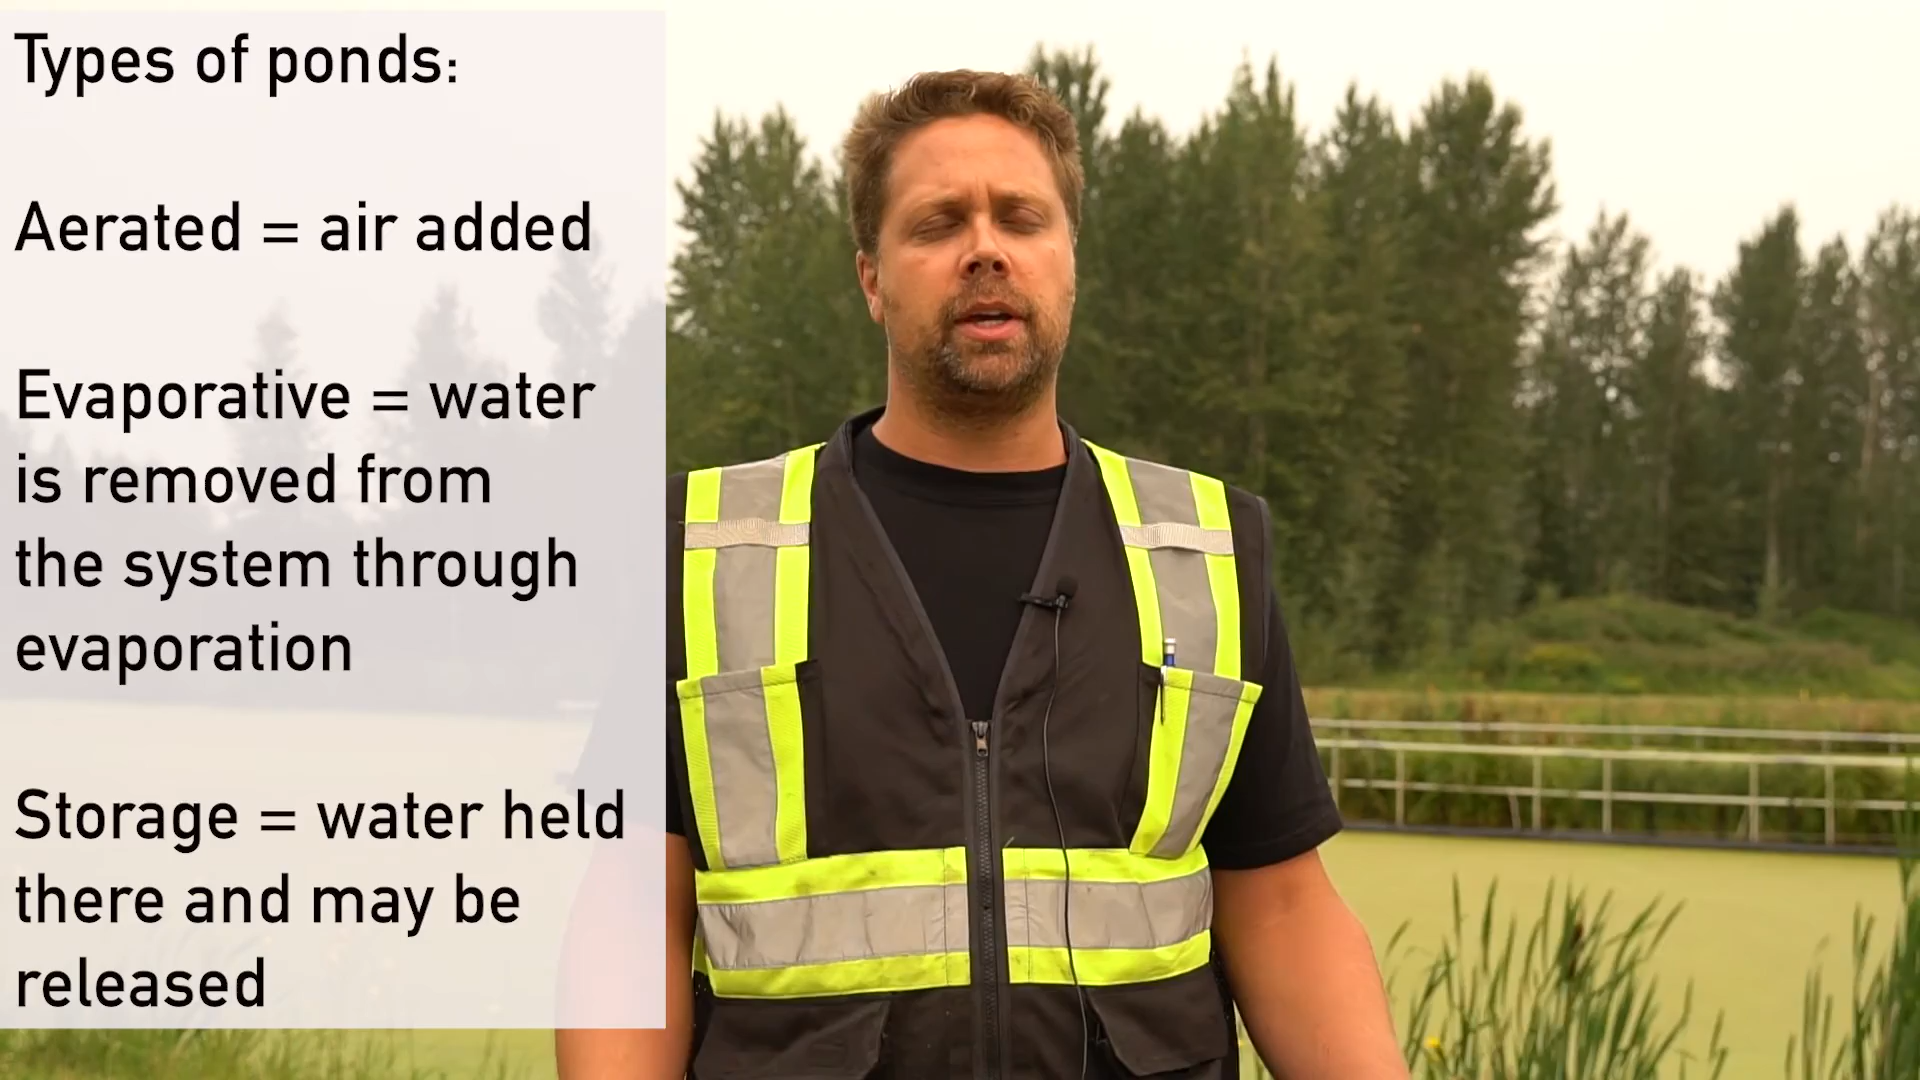 Types of ponds:
Aerated = air added
Evaporative = water
is removed from
the system through
evaporation
Storage = water held
there and may be
released